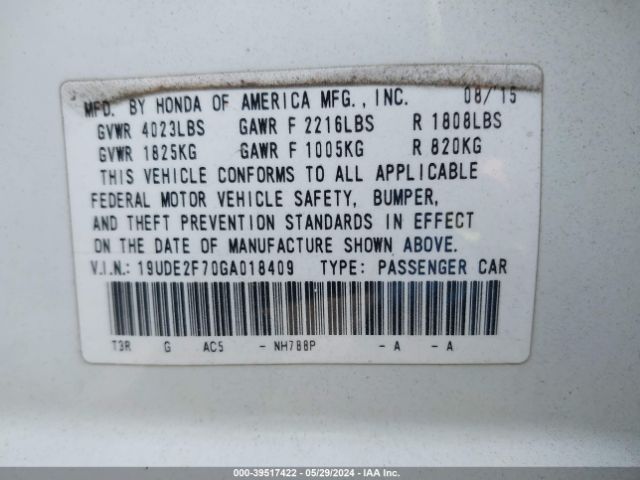 MFD. BY HONDA OF AMERICA MFG., INC. 08/15
GVWR 4023LBS GAWR F 2216LBS R 1808LBS
GVWR 1825KG GAWR F 1005KG R 820KG
THIS VEHICLE CONFORMS TO ALL APPLICABLE
FEDERAL MOTOR VEHICLE SAFETY, BUMPER,
AND THEFT PREVENTION STANDARDS IN EFFECT
ON THE DATE OF MANUFACTURE SHOWN ABOVE.
V.I.N.: 19UDE2F70GA018409 TYPE: PASSENGER CAR
T3R G AC5 - NH788P - A - A
000-39517422 - 05/29/2024 - IAA Inc.